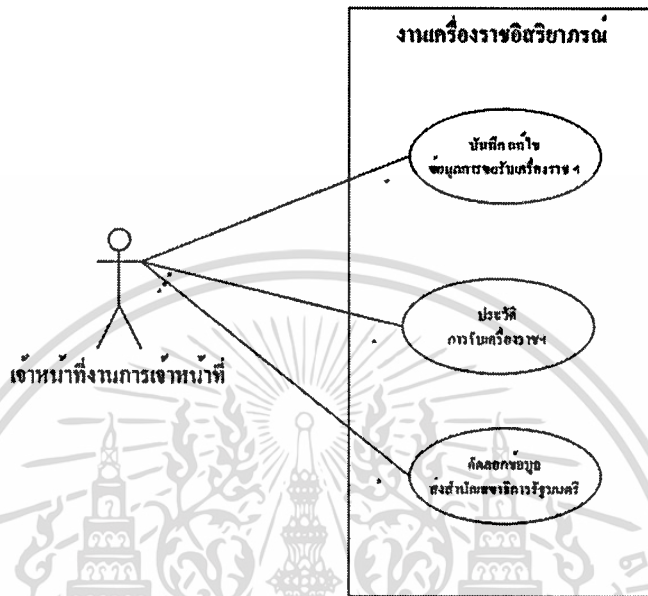 งานเครื่องราชอิสริยาภรณ์
บันทึก แก้ไข
ข้อมูลการขอรับเครื่องราช ฯ
ประวัติ
การรับเครื่องราชฯ
เจ้าหน้าที่งานการเจ้าหน้าที่
คัดลอกข้อมูล
ส่งสำนักเลขาธิการรัฐมนตรี